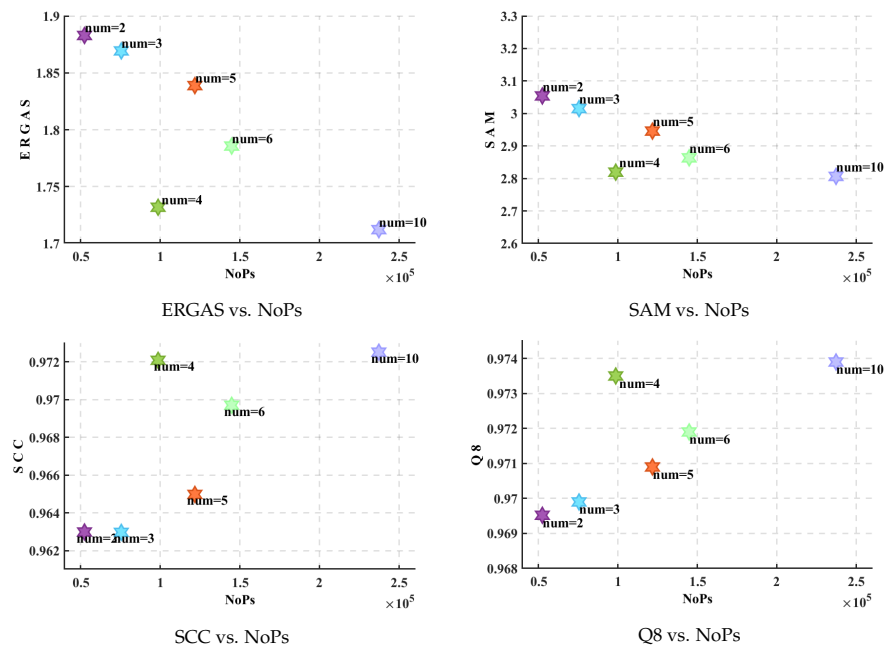 1.9
1.85
1.8
1.75
1.7
ERGAS
num=2
num=3
num=5
num=6
num=4
num=10
0.5
1
1.5
2
2.5
NoPs
×10^5
ERGAS vs. NoPs
3.3
3.2
3.1
3
2.9
2.8
2.7
2.6
SAM
num=2
num=3
num=5
num=6
num=4
num=10
0.5
1
1.5
2
2.5
NoPs
×10^5
SAM vs. NoPs
0.972
0.97
0.968
0.966
0.964
0.962
SCC
num=4
num=10
num=6
num=5
num=2
num=3
0.5
1
1.5
2
2.5
NoPs
×10^5
SCC vs. NoPs
0.974
0.973
0.972
0.971
0.97
0.969
0.968
Q8
num=4
num=10
num=6
num=5
num=3
num=2
0.5
1
1.5
2
2.5
NoPs
×10^5
Q8 vs. NoPs